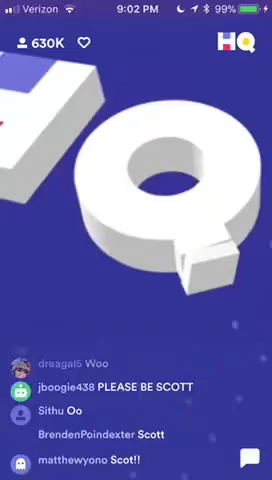 Verizon 9:02 PM 99%
630K HQ
Q
dreagal5 Woo
jboogie438 PLEASE BE SCOTT
Sithu Oo
BrendenPoindexter Scott
matthewyono Scot!!